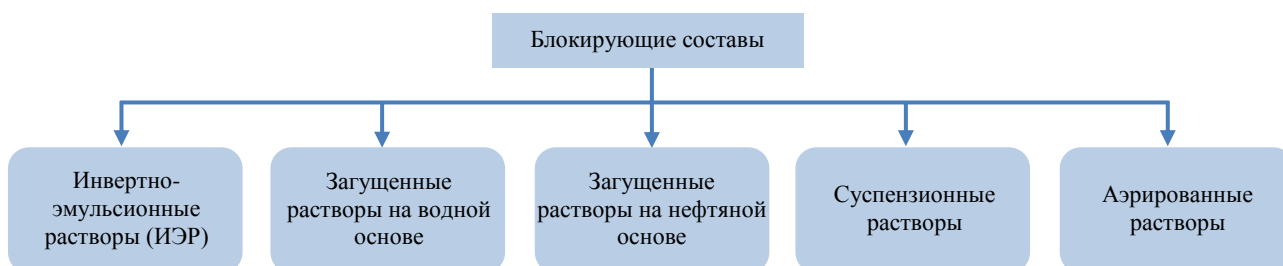 Блокирующие составы
Инвертно-
эмульсионные
растворы (ИЭР)
Загущенные
растворы на водной
основе
Загущенные
растворы на нефтяной
основе
Суспензионные
растворы
Аэрированные
растворы